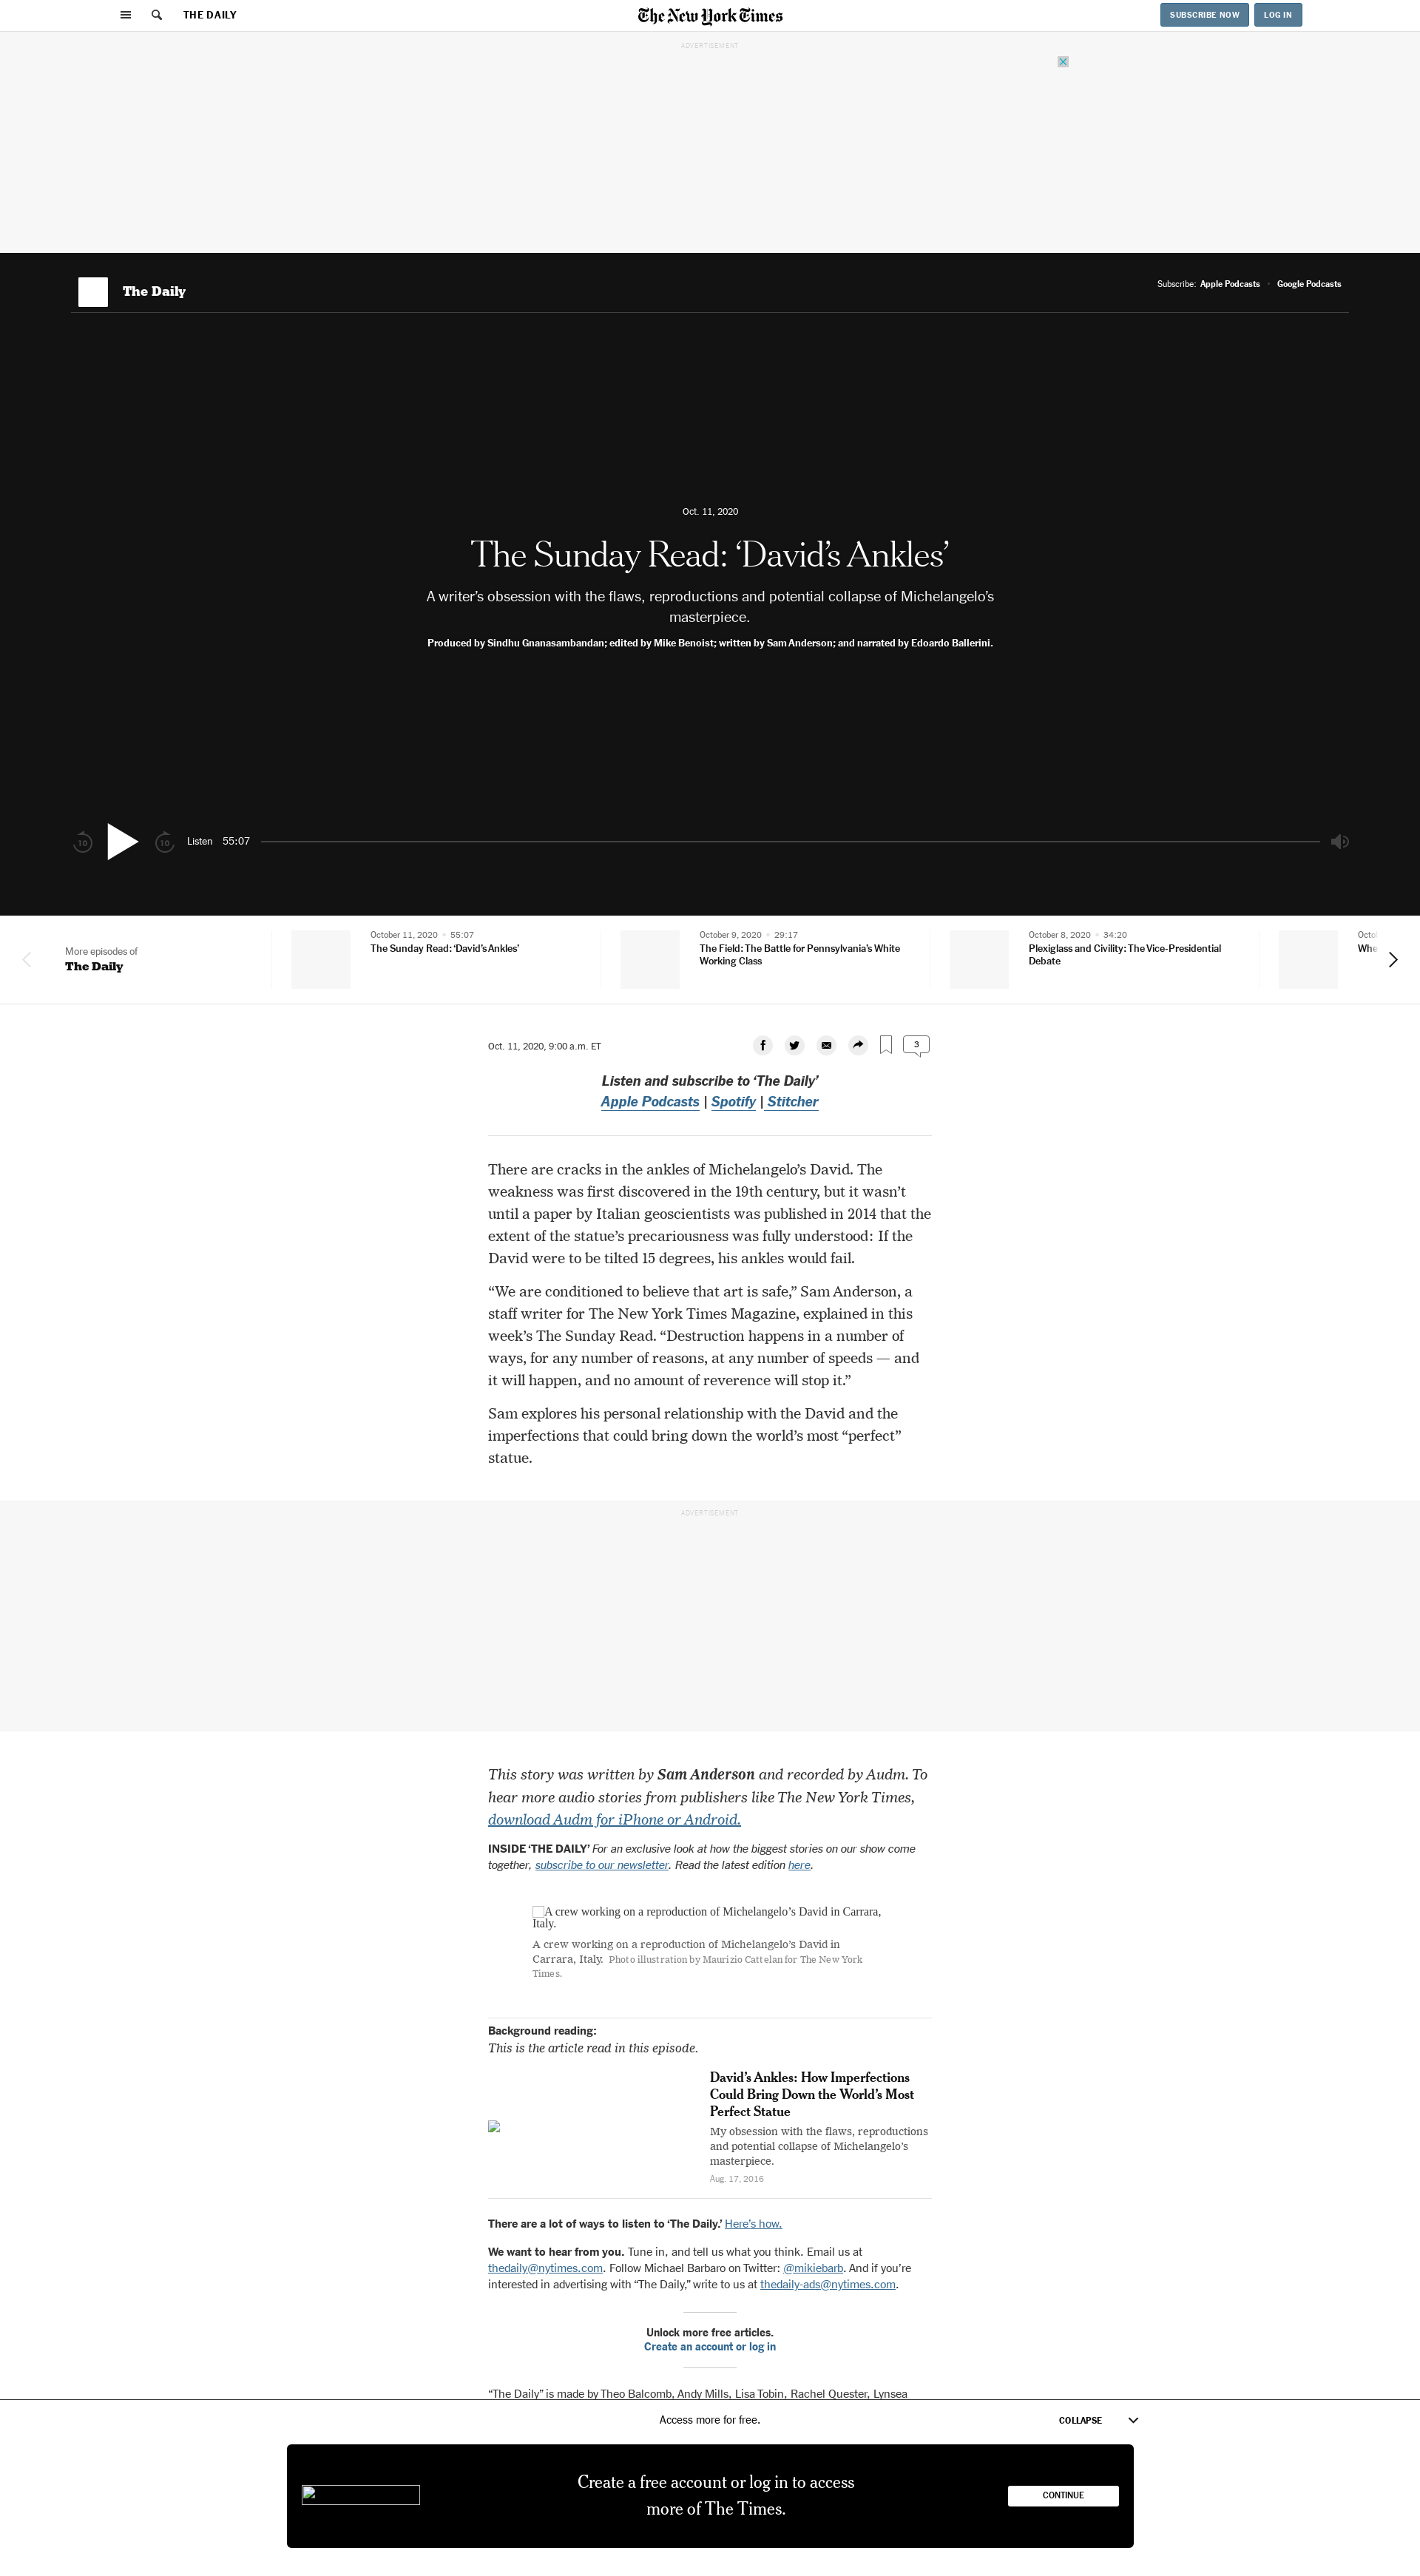 THE DAILY
The New York Times
SUBSCRIBE NOW
LOG IN
ADVERTISEMENT
The Daily
Subscribe: Apple Podcasts • Google Podcasts
Oct. 11, 2020
The Sunday Read: ‘David’s Ankles’
A writer’s obsession with the flaws, reproductions and potential collapse of Michelangelo’s
masterpiece.
Produced by Sindhu Gnanasambandan; edited by Mike Benoist; written by Sam Anderson; and narrated by Edoardo Ballerini.
10
10
Listen 55:07
More episodes of
The Daily
October 11, 2020 • 55:07
The Sunday Read: ‘David’s Ankles’
October 9, 2020 • 29:17
The Field: The Battle for Pennsylvania’s White
Working Class
October 8, 2020 • 34:20
Plexiglass and Civility: The Vice-Presidential
Debate
Octo
Whe
Oct. 11, 2020, 9:00 a.m. ET
3
Listen and subscribe to ‘The Daily’
Apple Podcasts | Spotify | Stitcher
There are cracks in the ankles of Michelangelo’s David. The
weakness was first discovered in the 19th century, but it wasn’t
until a paper by Italian geoscientists was published in 2014 that the
extent of the statue’s precariousness was fully understood: If the
David were to be tilted 15 degrees, his ankles would fail.
“We are conditioned to believe that art is safe,” Sam Anderson, a
staff writer for The New York Times Magazine, explained in this
week’s The Sunday Read. “Destruction happens in a number of
ways, for any number of reasons, at any number of speeds — and
it will happen, and no amount of reverence will stop it.”
Sam explores his personal relationship with the David and the
imperfections that could bring down the world’s most “perfect”
statue.
ADVERTISEMENT
This story was written by Sam Anderson and recorded by Audm. To
hear more audio stories from publishers like The New York Times,
download Audm for iPhone or Android.
INSIDE ‘THE DAILY’ For an exclusive look at how the biggest stories on our show come
together, subscribe to our newsletter. Read the latest edition here.
A crew working on a reproduction of Michelangelo’s David in Carrara,
Italy.
A crew working on a reproduction of Michelangelo’s David in
Carrara, Italy. Photo illustration by Maurizio Cattelan for The New York
Times.
Background reading:
This is the article read in this episode.
David’s Ankles: How Imperfections
Could Bring Down the World’s Most
Perfect Statue
My obsession with the flaws, reproductions
and potential collapse of Michelangelo’s
masterpiece.
Aug. 17, 2016
There are a lot of ways to listen to ‘The Daily.’ Here’s how.
We want to hear from you. Tune in, and tell us what you think. Email us at
thedaily@nytimes.com. Follow Michael Barbaro on Twitter: @mikiebarb. And if you’re
interested in advertising with “The Daily,” write to us at thedaily-ads@nytimes.com.
Unlock more free articles.
Create an account or log in
“The Daily” is made by Theo Balcomb, Andy Mills, Lisa Tobin, Rachel Quester, Lynsea
Access more for free.
COLLAPSE
Create a free account or log in to access
more of The Times.
CONTINUE